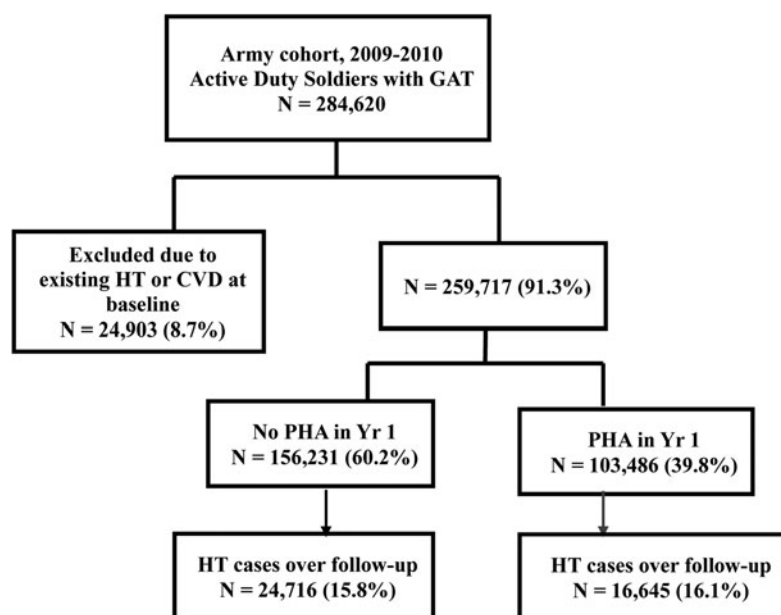 Army cohort, 2009-2010
Active Duty Soldiers with GAT
N = 284,620
Excluded due to
existing HT or CVD at
baseline
N = 24,903 (8.7%)
N = 259,717 (91.3%)
No PHA in Yr 1
N = 156,231 (60.2%)
PHA in Yr 1
N = 103,486 (39.8%)
HT cases over follow-up
N = 24,716 (15.8%)
HT cases over follow-up
N = 16,645 (16.1%)